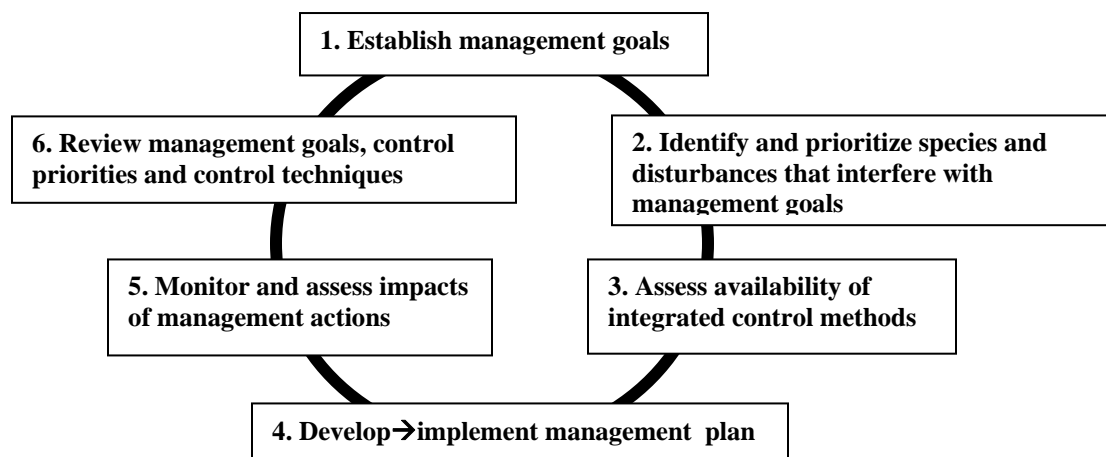 1. Establish management goals
2. Identify and prioritize species and
disturbances that interfere with
management goals
3. Assess availability of
integrated control methods
4. Develop→implement management  plan
5. Monitor and assess impacts
of management actions
6. Review management goals, control
priorities and control techniques